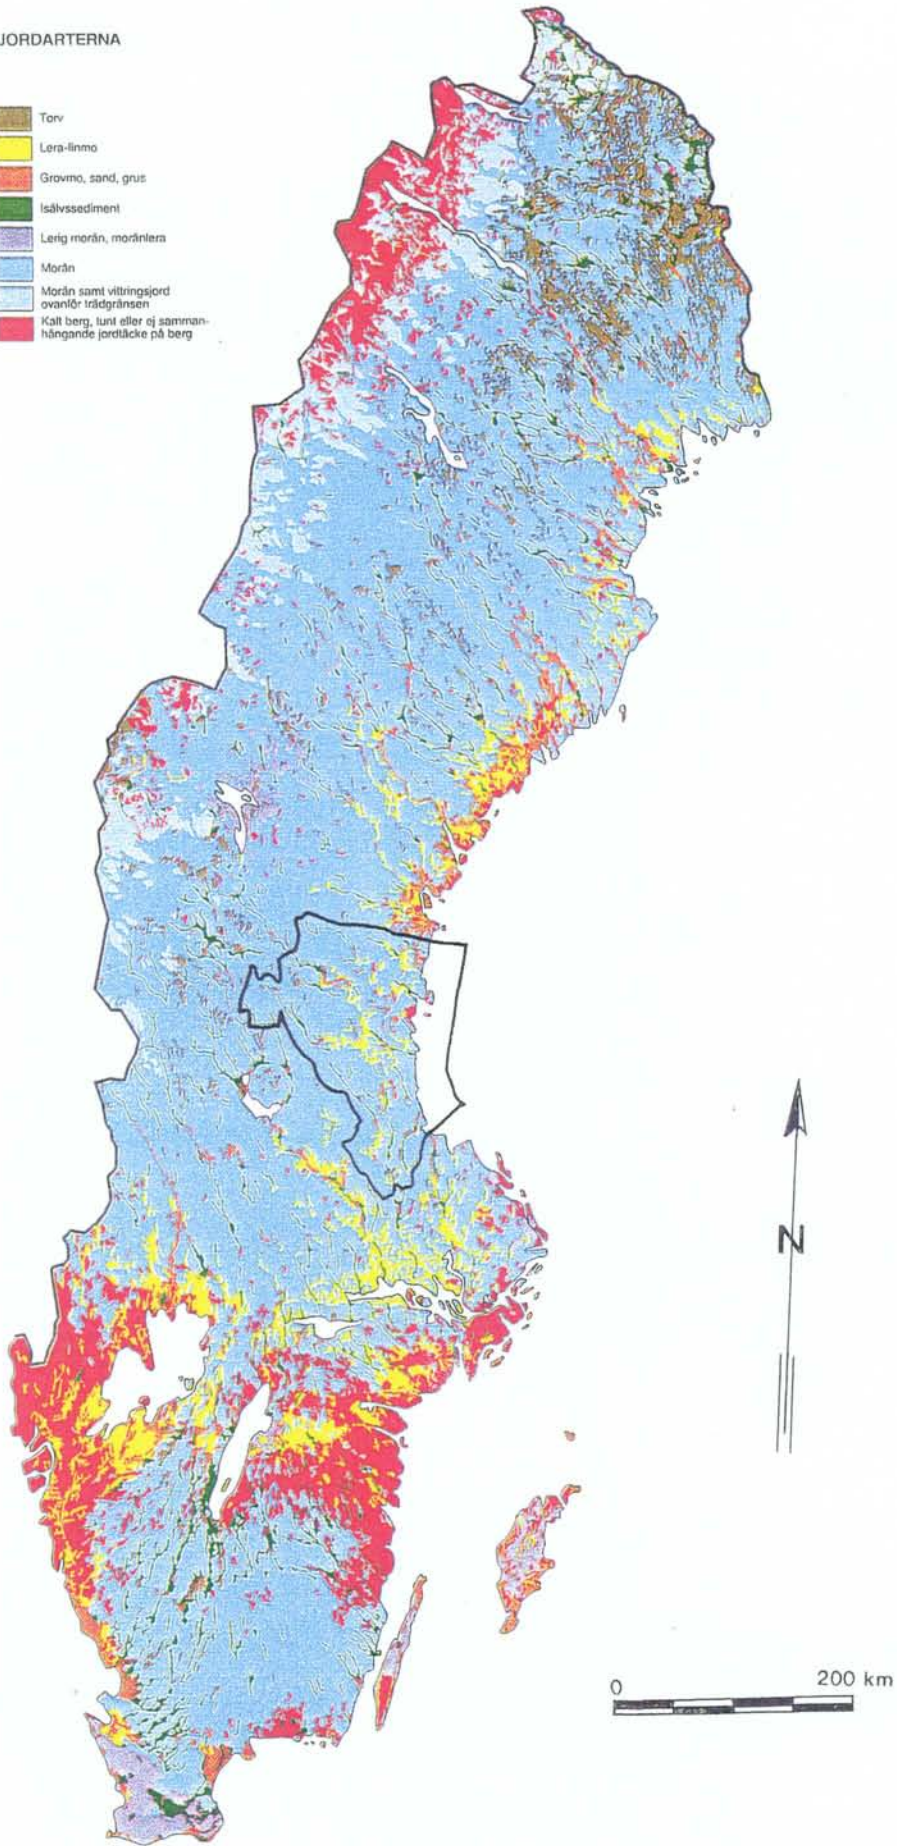 JORDARTERNA
Torv
Lera-finmo
Grovmo, sand, grus
Isälvssediment
Lerig morän, moränlera
Morän
Morän samt vittringsjord
ovanför trädgränsen
Kalt berg, tunt eller ej samman-
hängande jordtäcke på berg
N
0 200 km